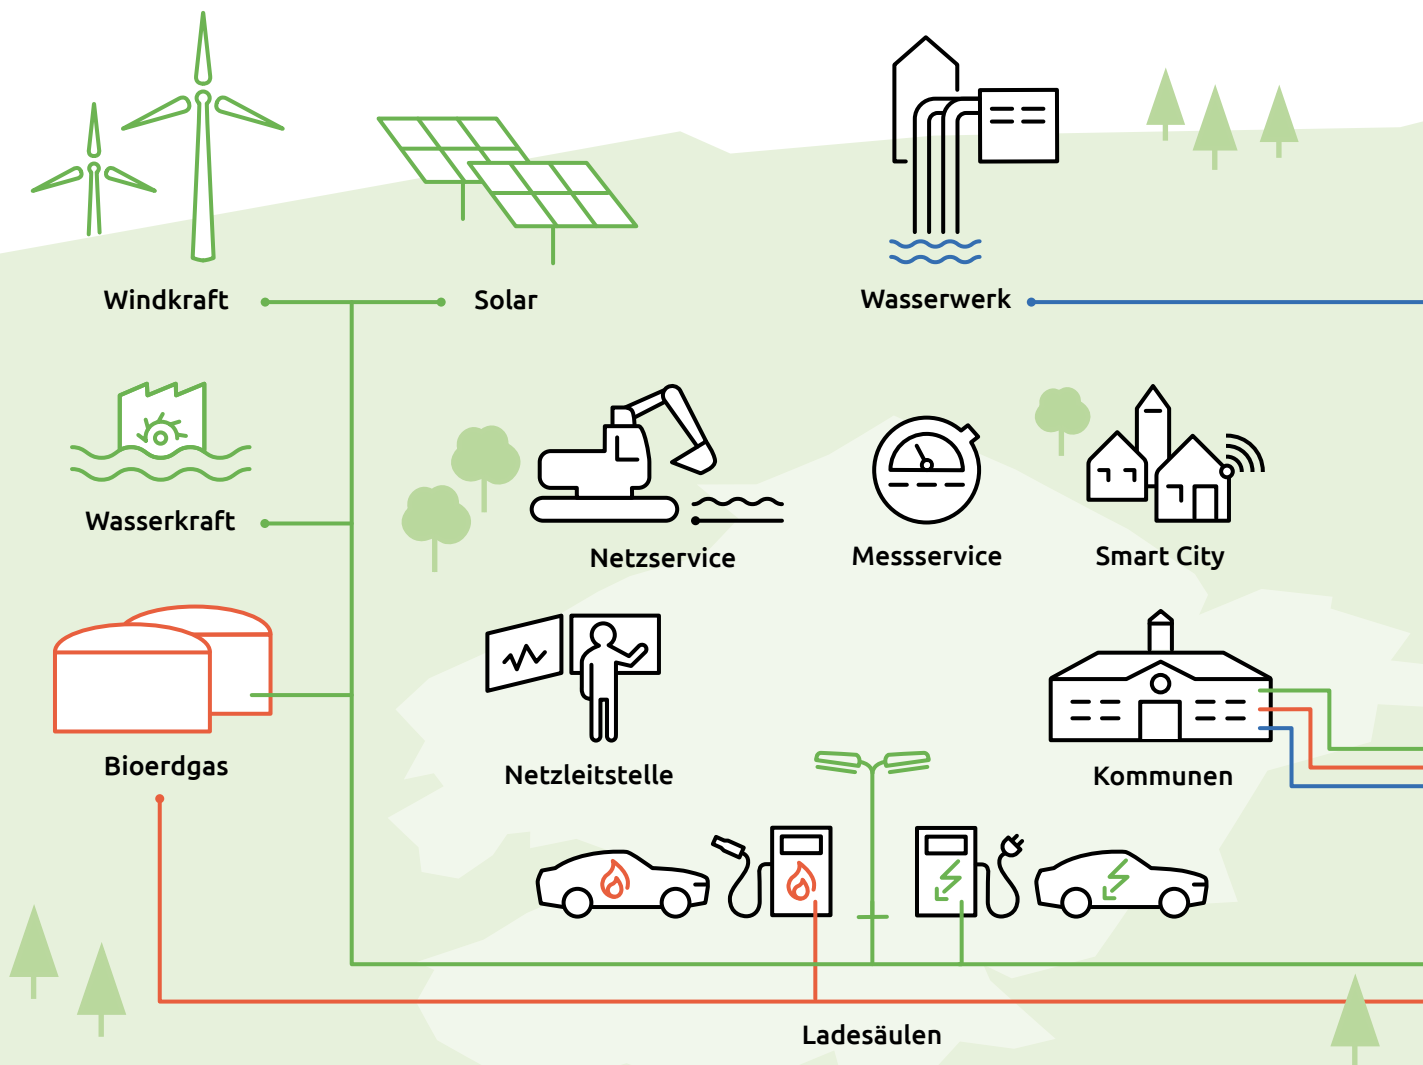 Windkraft
Solar
Wasserwerk
Wasserkraft
Netzservice
Messservice
Smart City
Bioerdgas
Netzleitstelle
Kommunen
Ladesäulen